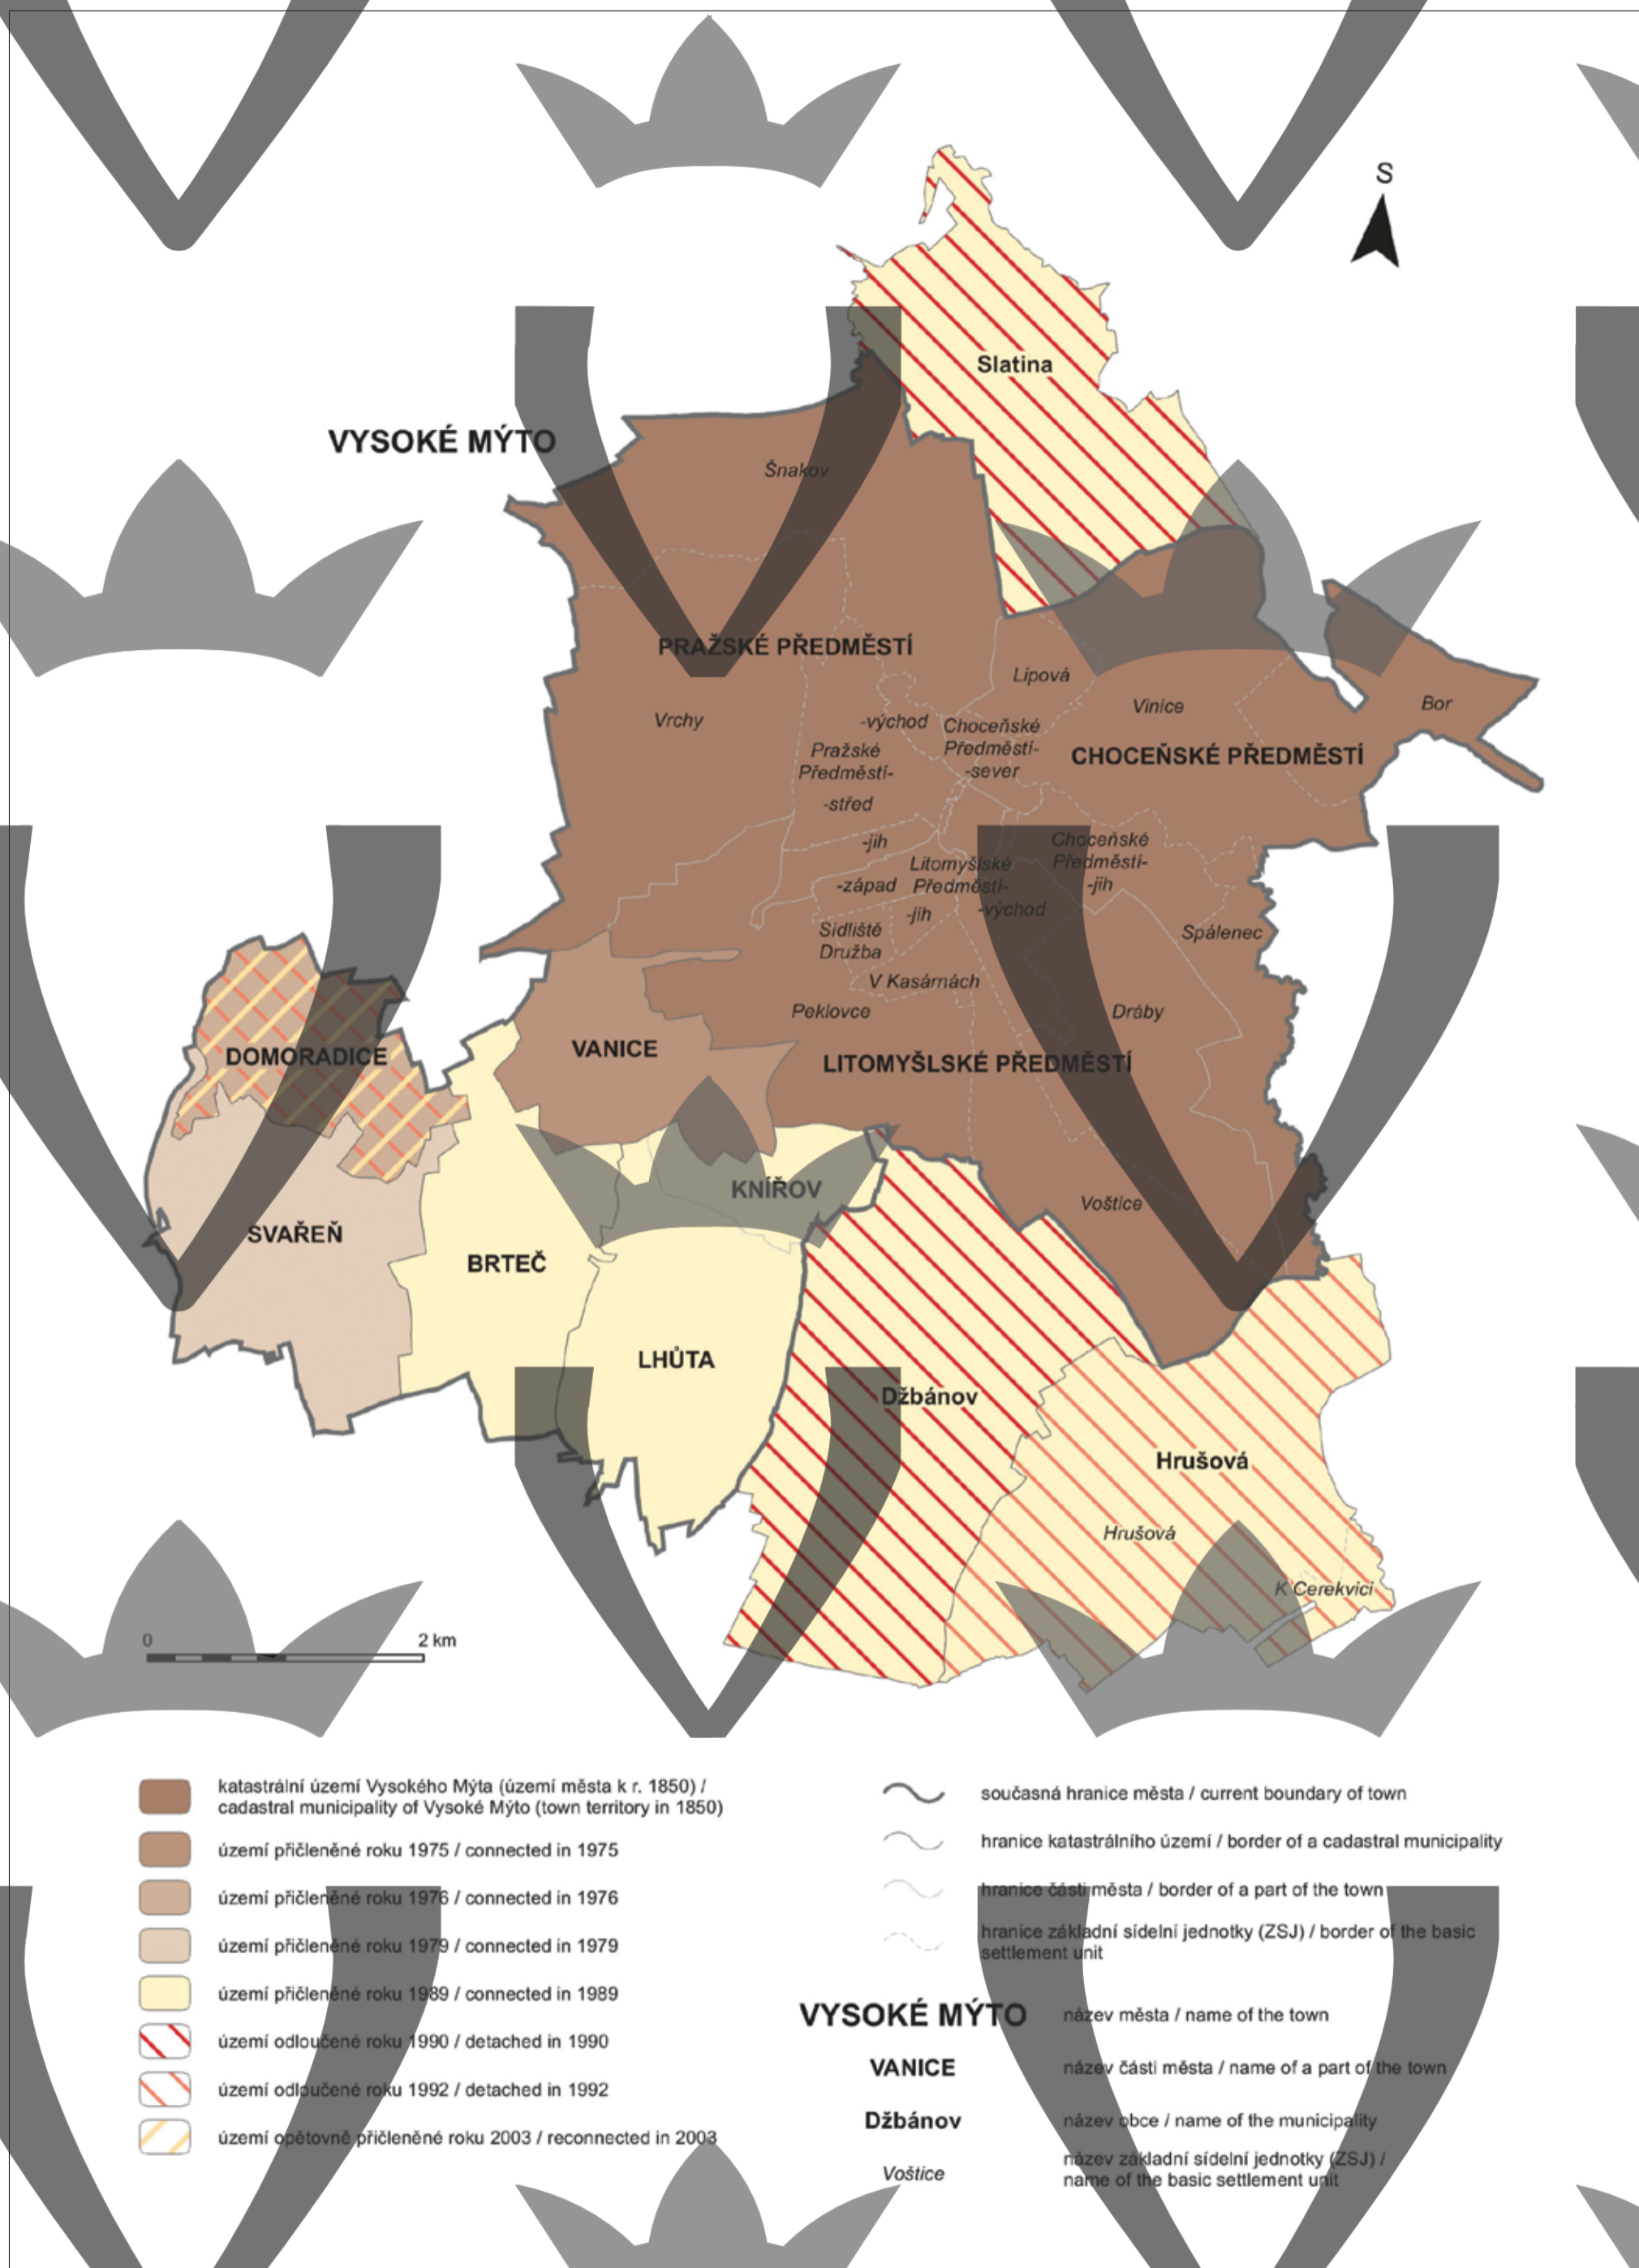 S
Slatina
VYSOKÉ MÝTO
Šnakov
PRAŽSKÉ PŘEDMĚSTÍ
Lipová
Vinice
Bor
Vrchy
-východ
Choceňské
Předměstí-
-sever
Pražské
Předměstí-
-střed
CHOCEŇSKÉ PŘEDMĚSTÍ
-jih
Choceňské
Předměstí-
-jih
Litomyšlské
Předměstí-
-západ
-jih
-východ
Sídliště
Družba
Spálenec
V Kasárnách
Peklovce
Dráby
DOMORADICE
VANICE
LITOMYŠLSKÉ PŘEDMĚSTÍ
KNÍŘOV
Voštice
SVAŘEŇ
BRTEČ
LHŮTA
Džbánov
Hrušová
Hrušová
K Cerekvici
0 2 km
katastrální území Vysokého Mýta (území města k r. 1850) /
cadastral municipality of Vysoké Mýto (town territory in 1850)
území přičleněné roku 1975 / connected in 1975
území přičleněné roku 1976 / connected in 1976
území přičleněné roku 1979 / connected in 1979
území přičleněné roku 1989 / connected in 1989
území odloučené roku 1990 / detached in 1990
území odloučené roku 1992 / detached in 1992
území opětovně přičleněné roku 2003 / reconnected in 2003
současná hranice města / current boundary of town
hranice katastrálního území / border of a cadastral municipality
hranice části města / border of a part of the town
hranice základní sídelní jednotky (ZSJ) / border of the basic
settlement unit
VYSOKÉ MÝTO název města / name of the town
VANICE název části města / name of a part of the town
Džbánov název obce / name of the municipality
Voštice název základní sídelní jednotky (ZSJ) /
name of the basic settlement unit